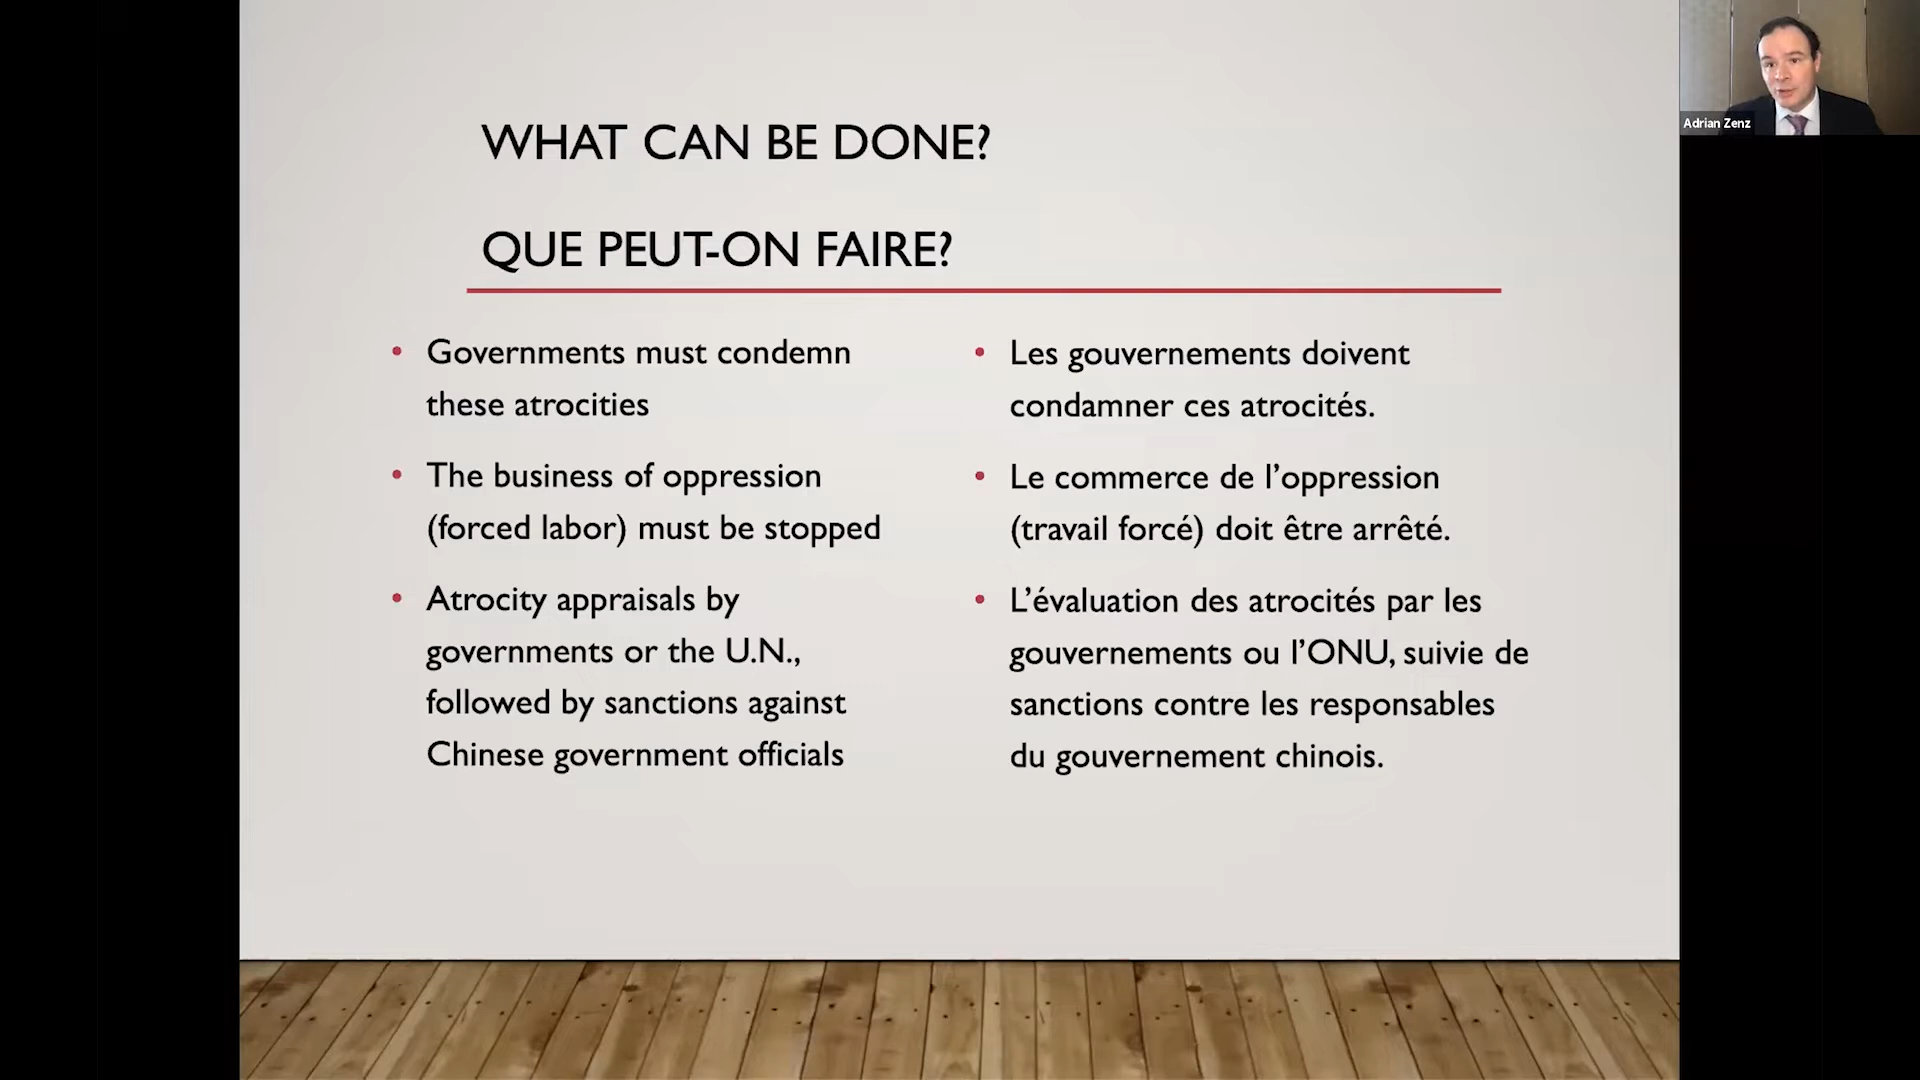 WHAT CAN BE DONE?
QUE PEUT-ON FAIRE?
• Governments must condemn
these atrocities
• The business of oppression
(forced labor) must be stopped
• Atrocity appraisals by
governments or the U.N.,
followed by sanctions against
Chinese government officials
• Les gouvernements doivent
condamner ces atrocités.
• Le commerce de l’oppression
(travail forcé) doit être arrêté.
• L’évaluation des atrocités par les
gouvernements ou l’ONU, suivie de
sanctions contre les responsables
du gouvernement chinois.
Adrian Zenz